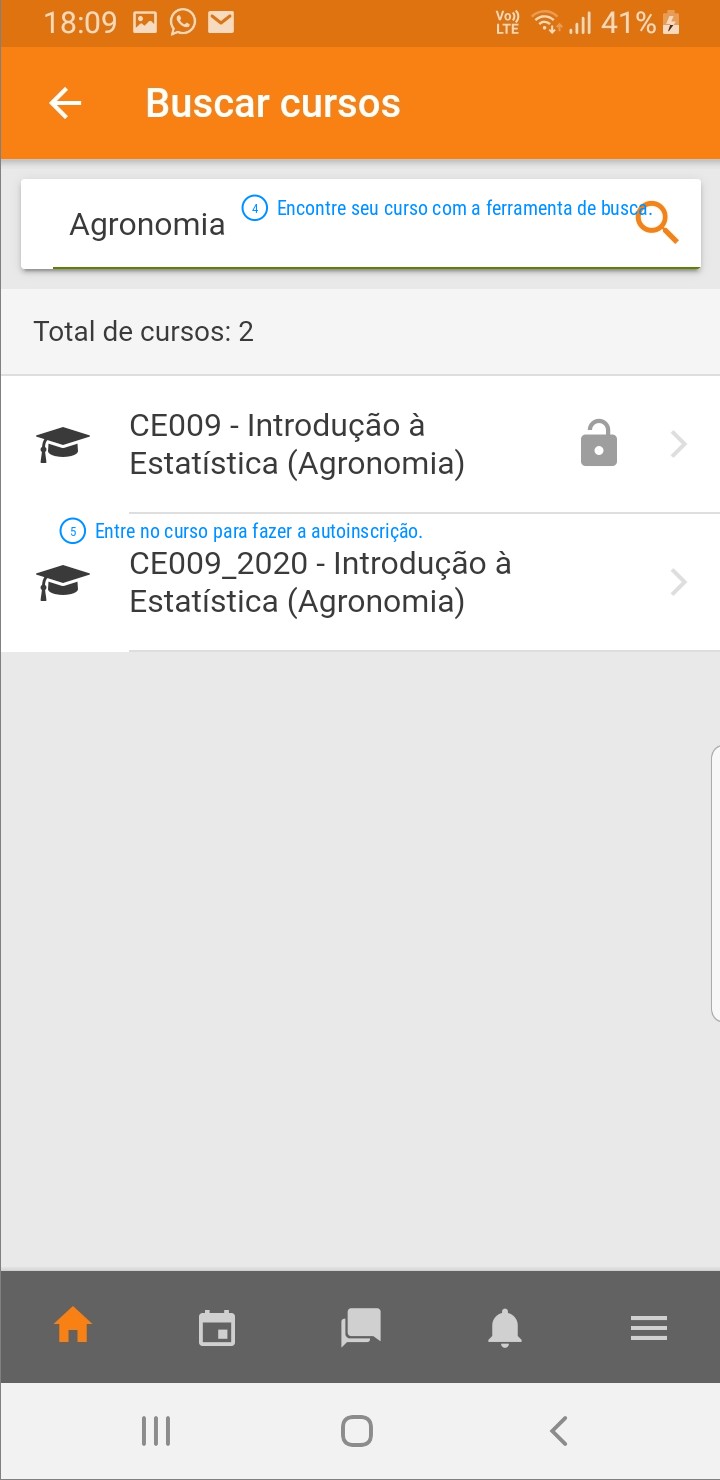 18:09
Vo)) LTE
41%
Buscar cursos
Agronomia
4 Encontre seu curso com a ferramenta de busca.
Total de cursos: 2
CE009 - Introdução à
Estatística (Agronomia)
5 Entre no curso para fazer a autoinscrição.
CE009_2020 - Introdução à
Estatística (Agronomia)